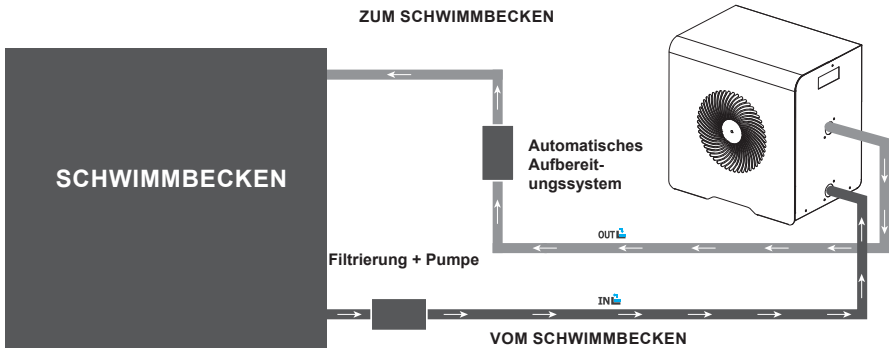 ZUM SCHWIMMBECKEN
SCHWIMMBECKEN
Automatisches
Aufbereit-
ungssystem
OUT
Filtrierung + Pumpe
IN
VOM SCHWIMMBECKEN